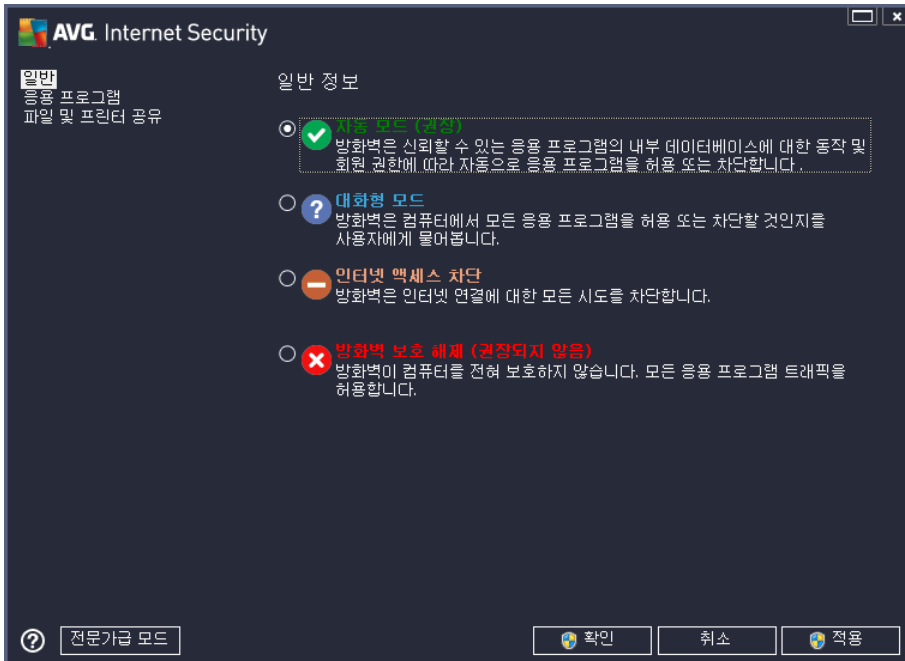 AVG. Internet Security
일반
응용 프로그램
파일 및 프린터 공유
일반 정보
자동 모드 (권장)
방화벽은 신뢰할 수 있는 응용 프로그램의 내부 데이터베이스에 대한 동작 및
회원 권한에 따라 자동으로 응용 프로그램을 허용 또는 차단합니다 .
대화형 모드
방화벽은 컴퓨터에서 모든 응용 프로그램을 허용 또는 차단할 것인지를
사용자에게 물어봅니다.
인터넷 액세스 차단
방화벽은 인터넷 연결에 대한 모든 시도를 차단합니다.
방화벽 보호 해제 (권장되지 않음)
방화벽이 컴퓨터를 전혀 보호하지 않습니다. 모든 응용 프로그램 트래픽을
허용합니다.
전문가급 모드
확인
취소
적용